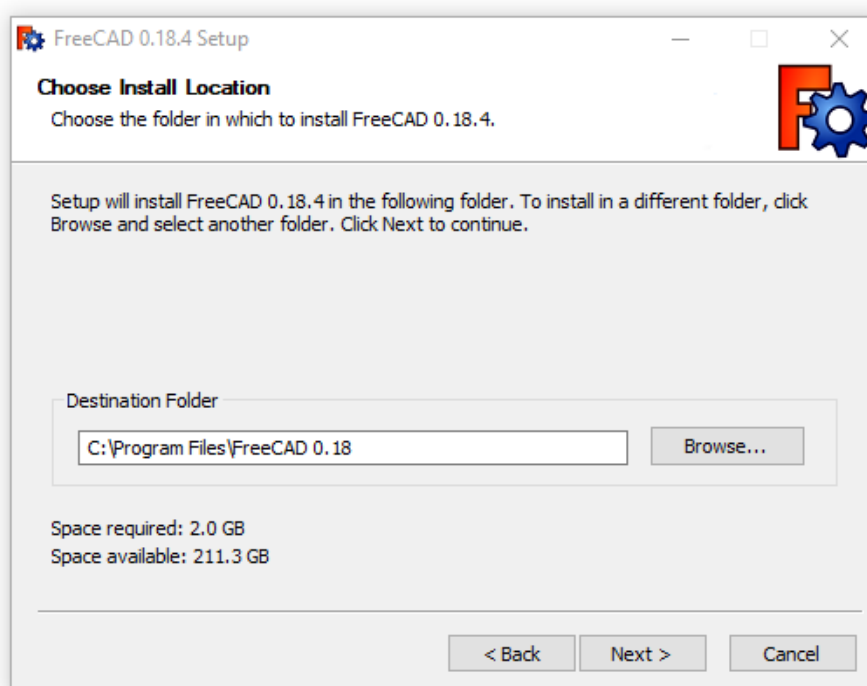 FreeCAD 0.18.4 Setup
Choose Install Location
Choose the folder in which to install FreeCAD 0.18.4.
Setup will install FreeCAD 0.18.4 in the following folder. To install in a different folder, click
Browse and select another folder. Click Next to continue.
Destination Folder
C:\Program Files\FreeCAD 0.18
Browse...
Space required: 2.0 GB
Space available: 211.3 GB
< Back
Next >
Cancel